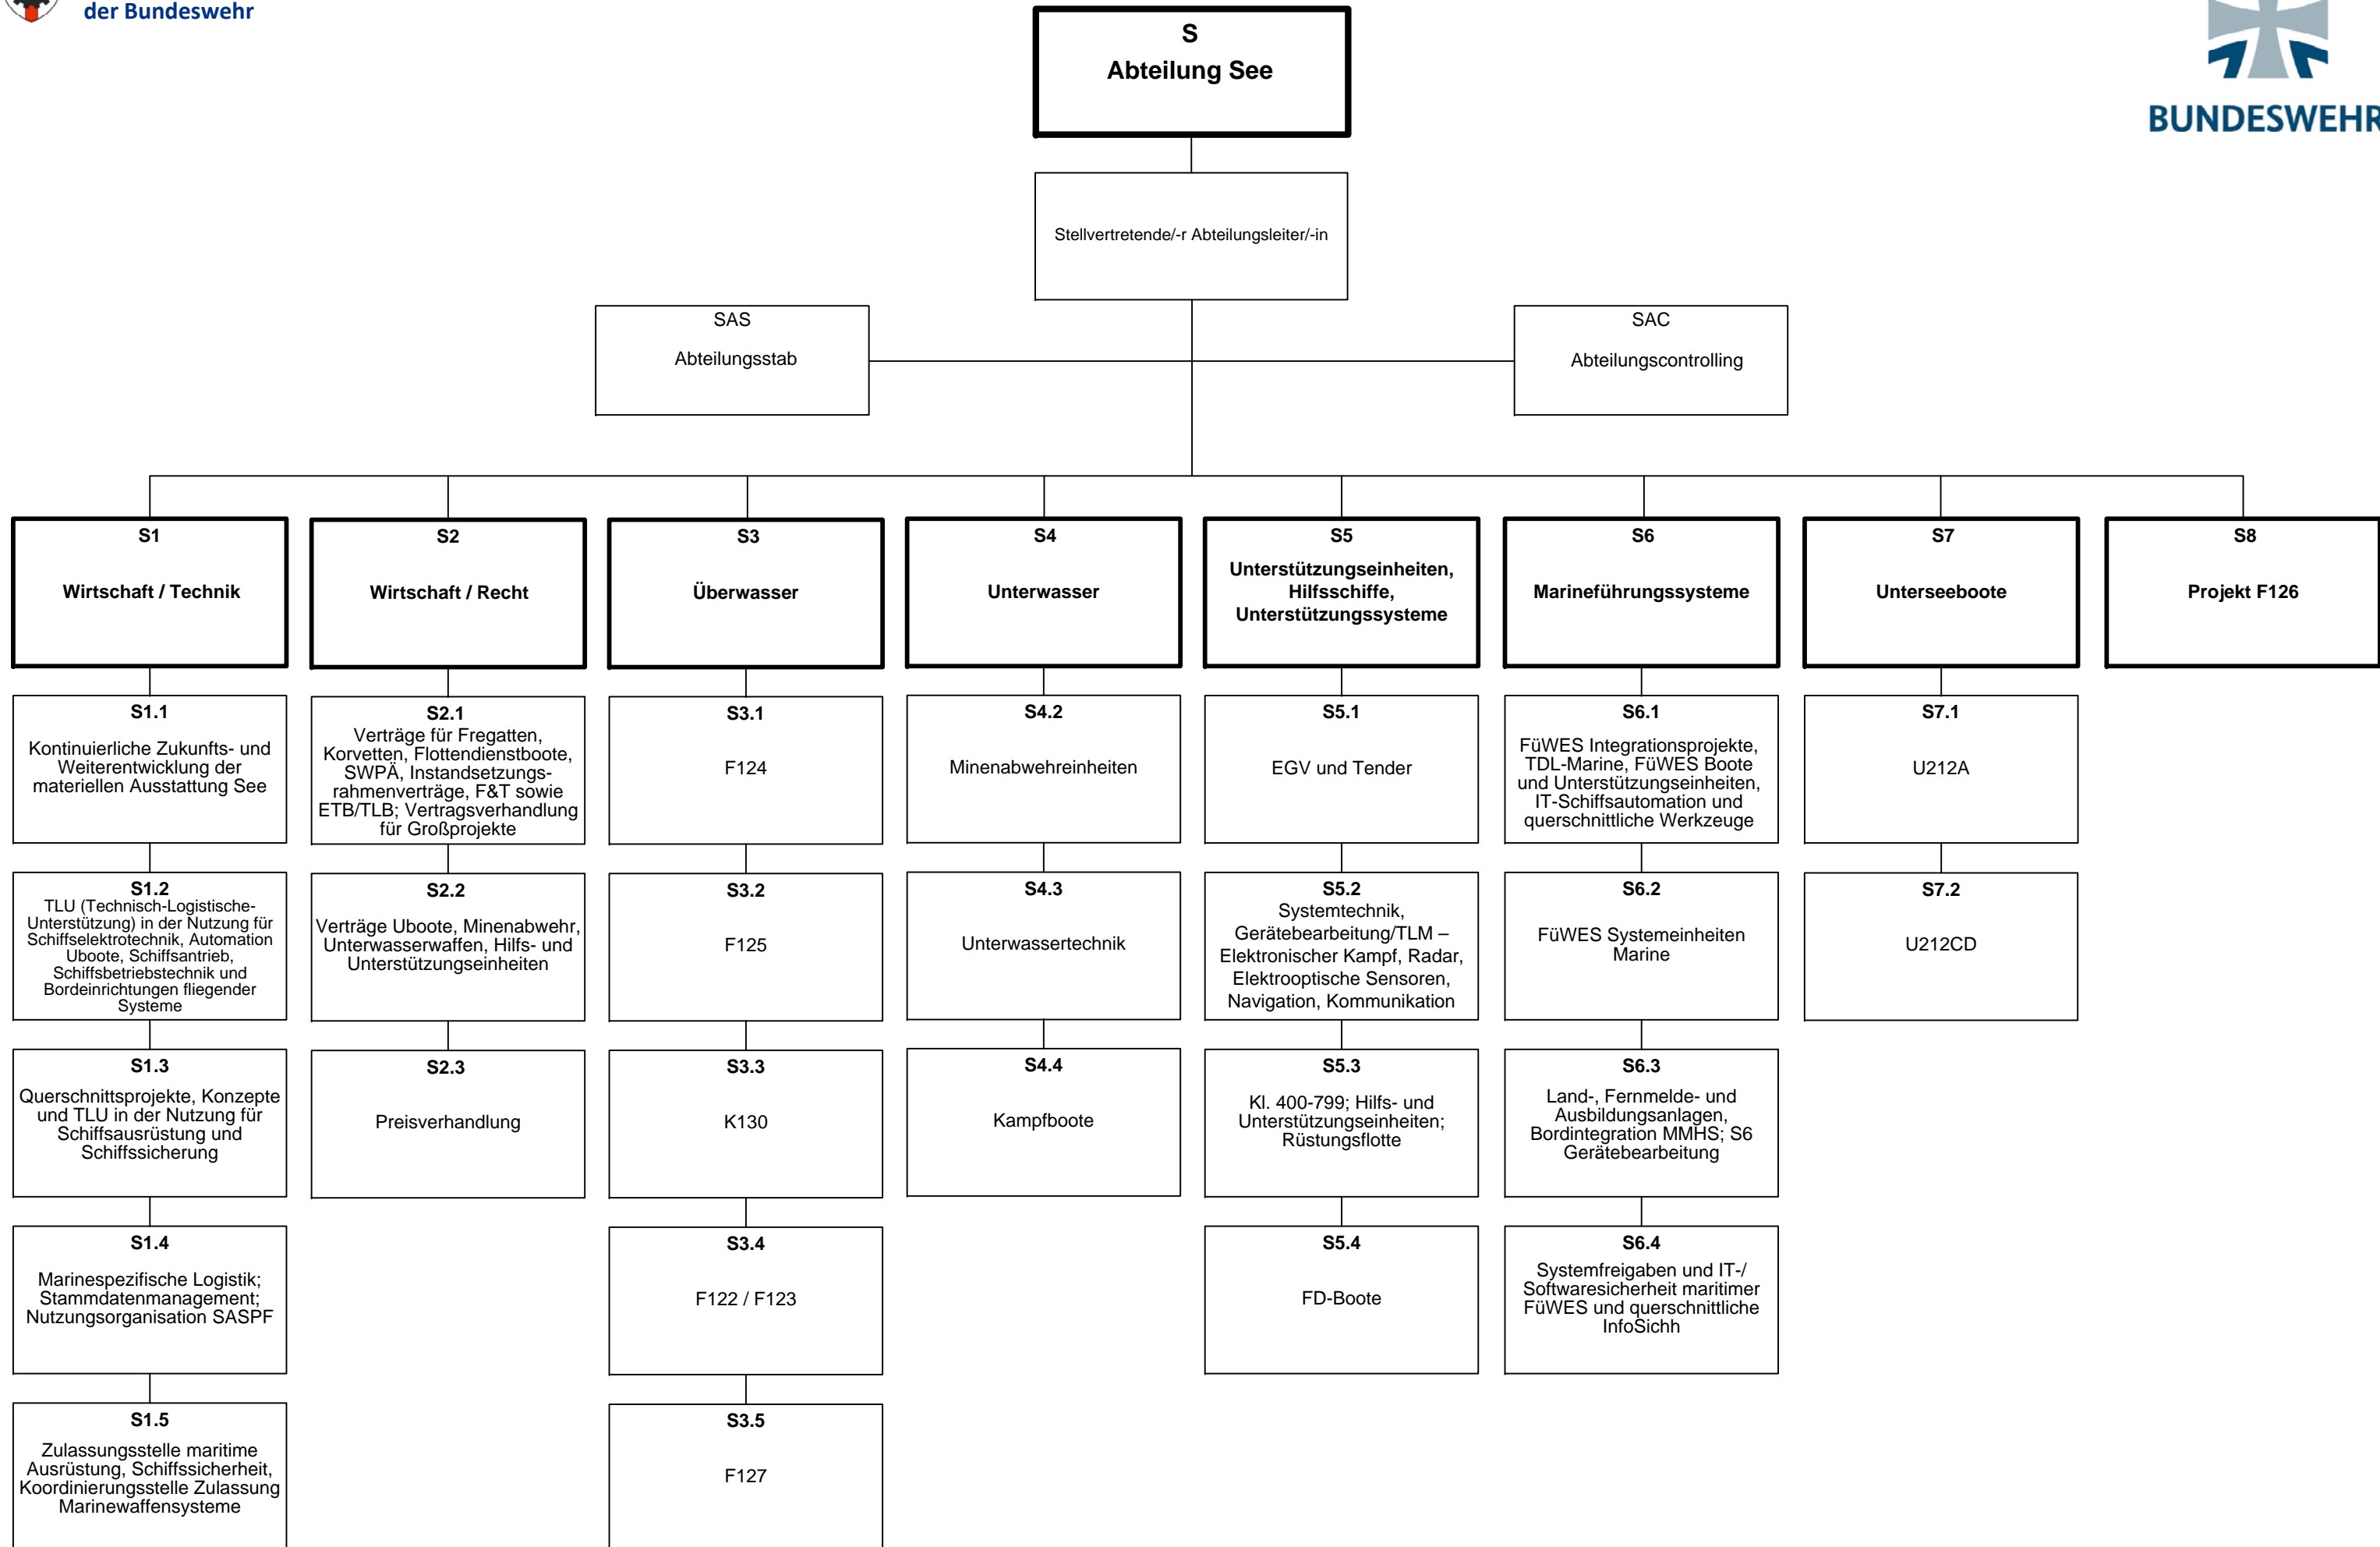 der Bundeswehr
BUNDESWEHR
S
Abteilung See
Stellvertretende/-r Abteilungsleiter/-in
SAS
Abteilungsstab
SAC
Abteilungscontrolling
S1
Wirtschaft / Technik
S2
Wirtschaft / Recht
S3
Überwasser
S4
Unterwasser
S5
Unterstützungseinheiten,
Hilfsschiffe,
Unterstützungssysteme
S6
Marineführungssysteme
S7
Unterseeboote
S8
Projekt F126
S1.1
Kontinuierliche Zukunfts- und
Weiterentwicklung der
materiellen Ausstattung See
S2.1
Verträge für Fregatten,
Korvetten, Flottendienstboote,
SWPÄ, Instandsetzungs-
rahmenverträge, F&T sowie
ETB/TLB; Vertragsverhandlung
für Großprojekte
S3.1
F124
S4.2
Minenabwehreinheiten
S5.1
EGV und Tender
S6.1
FüWES Integrationsprojekte,
TDL-Marine, FüWES Boote
und Unterstützungseinheiten,
IT-Schiffsautomation und
querschnittliche Werkzeuge
S7.1
U212A
S1.2
TLU (Technisch-Logistische-
Unterstützung) in der Nutzung für
Schiffselektrotechnik, Automation
Uboote, Schiffsantrieb,
Schiffsbetriebstechnik und
Bordeinrichtungen fliegender
Systeme
S2.2
Verträge Uboote, Minenabwehr,
Unterwasserwaffen, Hilfs- und
Unterstützungseinheiten
S3.2
F125
S4.3
Unterwassertechnik
S5.2
Systemtechnik,
Gerätebearbeitung/TLM –
Elektronischer Kampf, Radar,
Elektrooptische Sensoren,
Navigation, Kommunikation
S6.2
FüWES Systemeinheiten
Marine
S7.2
U212CD
S1.3
Querschnittsprojekte, Konzepte
und TLU in der Nutzung für
Schiffsausrüstung und
Schiffssicherung
S2.3
Preisverhandlung
S3.3
K130
S4.4
Kampfboote
S5.3
Kl. 400-799; Hilfs- und
Unterstützungseinheiten;
Rüstungsflotte
S6.3
Land-, Fernmelde- und
Ausbildungsanlagen,
Bordintegration MMHS; S6
Gerätebearbeitung
S1.4
Marinespezifische Logistik;
Stammdatenmanagement;
Nutzungsorganisation SASPF
S3.4
F122 / F123
S5.4
FD-Boote
S6.4
Systemfreigaben und IT-/
Softwaresicherheit maritimer
FüWES und querschnittliche
InfoSichh
S1.5
Zulassungsstelle maritime
Ausrüstung, Schiffssicherheit,
Koordinierungsstelle Zulassung
Marinewaffensysteme
S3.5
F127